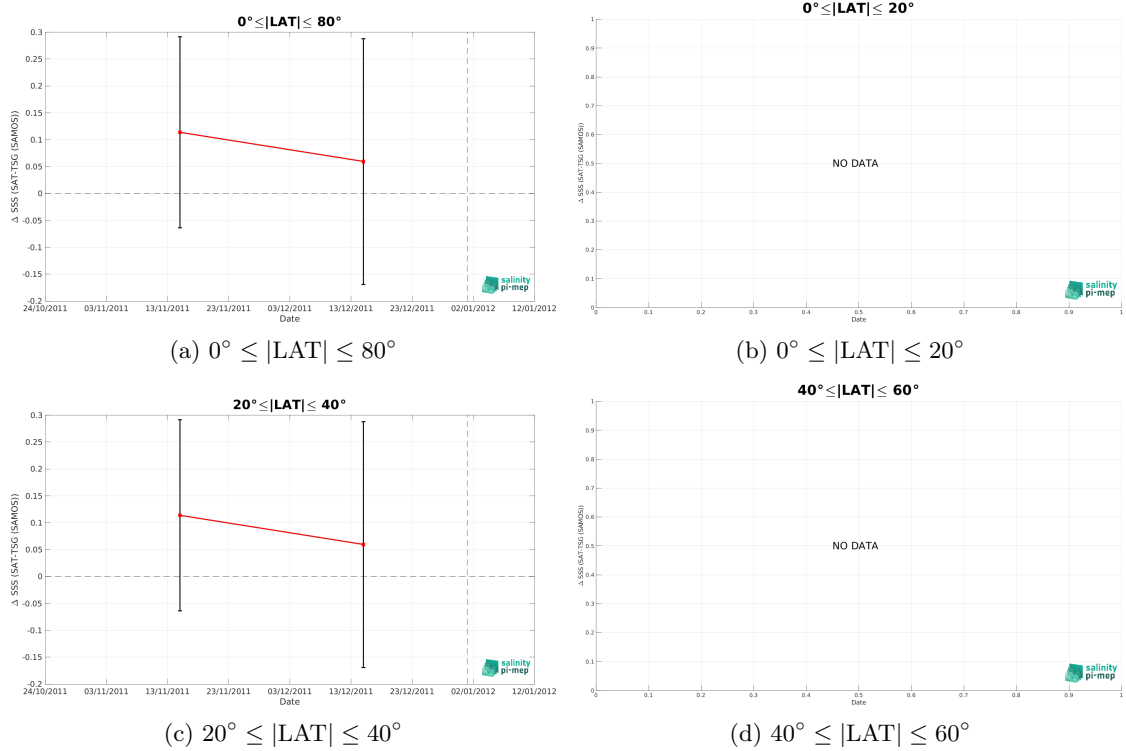 0°≤|LAT|≤ 80°
0.3
0.25
0.2
0.15
0.1
0.05
0
-0.05
-0.1
-0.15
-0.2
Δ SSS (SAT-TSG (SAMOS))
24/10/2011 03/11/2011 13/11/2011 23/11/2011 03/12/2011 13/12/2011 23/12/2011 02/01/2012 12/01/2012
Date
salinity
pi-mep
(a) 0° ≤ |LAT| ≤ 80°
0°≤|LAT|≤ 20°
1
0.9
0.8
0.7
0.6
0.5
0.4
0.3
0.2
0.1
0
Δ SSS (SAT-TSG (SAMOS))
NO DATA
0 0.1 0.2 0.3 0.4 0.5 0.6 0.7 0.8 0.9 1
Date
salinity
pi-mep
(b) 0° ≤ |LAT| ≤ 20°
20°≤|LAT|≤ 40°
0.3
0.25
0.2
0.15
0.1
0.05
0
-0.05
-0.1
-0.15
-0.2
Δ SSS (SAT-TSG (SAMOS))
24/10/2011 03/11/2011 13/11/2011 23/11/2011 03/12/2011 13/12/2011 23/12/2011 02/01/2012 12/01/2012
Date
salinity
pi-mep
(c) 20° ≤ |LAT| ≤ 40°
40°≤|LAT|≤ 60°
1
0.9
0.8
0.7
0.6
0.5
0.4
0.3
0.2
0.1
0
Δ SSS (SAT-TSG (SAMOS))
NO DATA
0 0.1 0.2 0.3 0.4 0.5 0.6 0.7 0.8 0.9 1
Date
salinity
pi-mep
(d) 40° ≤ |LAT| ≤ 60°